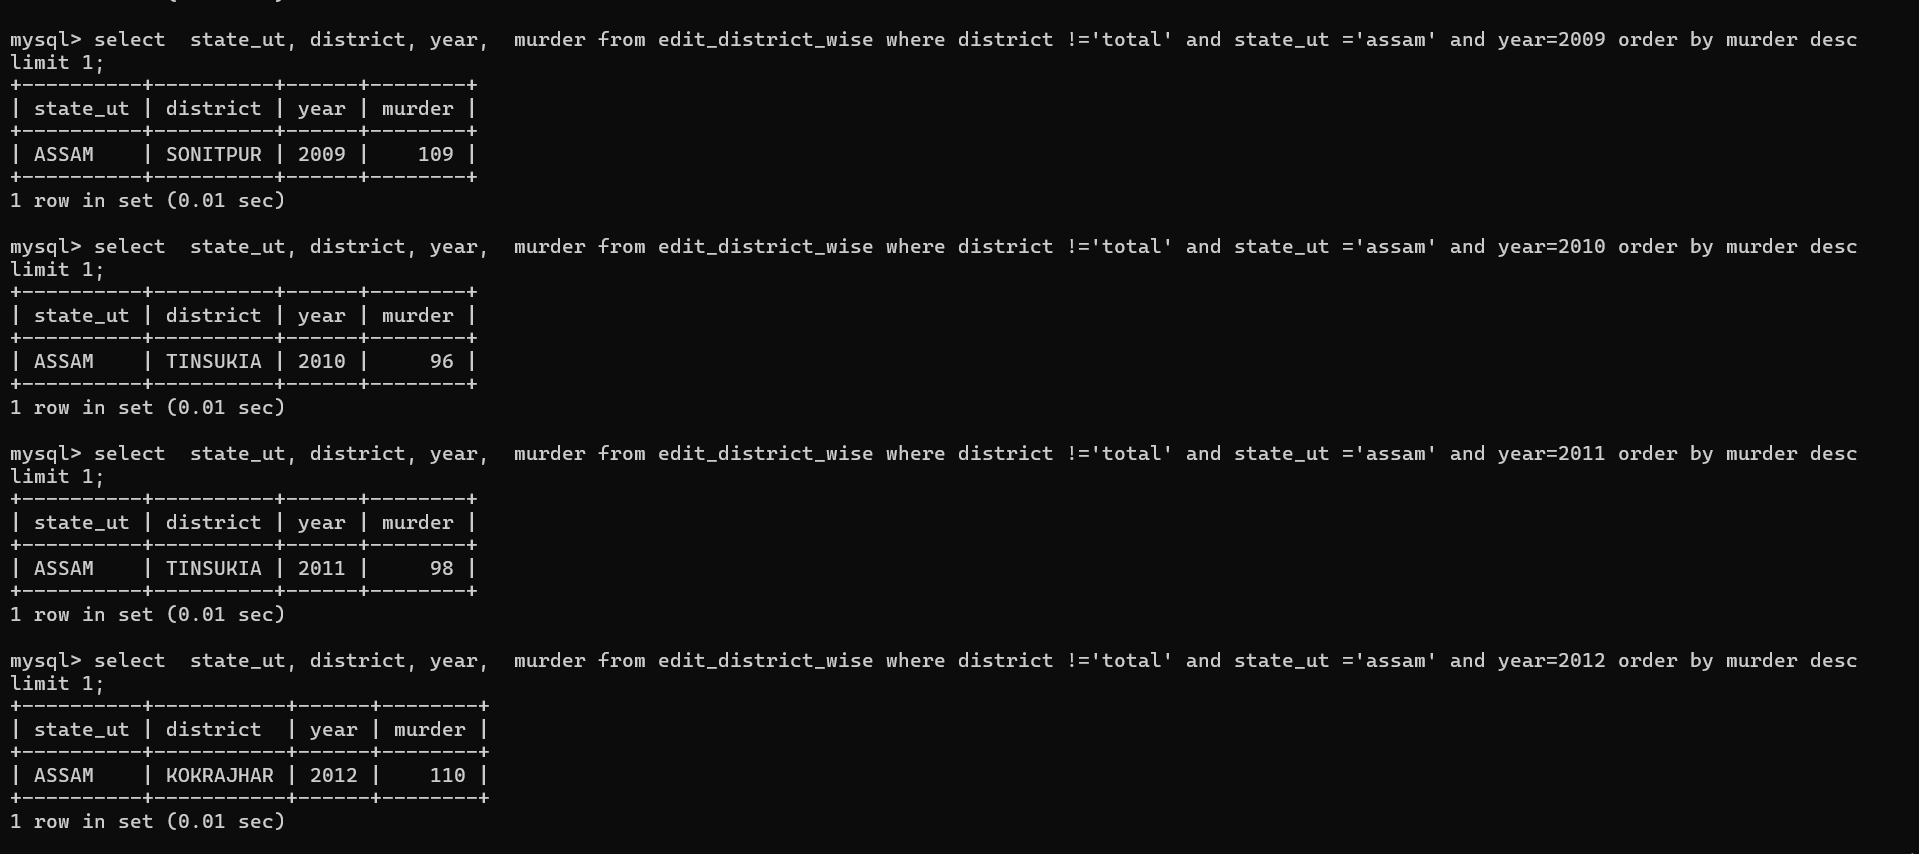 mysql> select  state_ut, district, year,  murder from edit_district_wise where district !='total' and state_ut ='assam' and year=2009 order by murder desc
limit 1;
+----------+----------+------+--------+
| state_ut | district | year | murder |
+----------+----------+------+--------+
| ASSAM    | SONITPUR | 2009 |    109 |
+----------+----------+------+--------+
1 row in set (0.01 sec)
mysql> select  state_ut, district, year,  murder from edit_district_wise where district !='total' and state_ut ='assam' and year=2010 order by murder desc
limit 1;
+----------+----------+------+--------+
| state_ut | district | year | murder |
+----------+----------+------+--------+
| ASSAM    | TINSUKIA | 2010 |     96 |
+----------+----------+------+--------+
1 row in set (0.01 sec)
mysql> select  state_ut, district, year,  murder from edit_district_wise where district !='total' and state_ut ='assam' and year=2011 order by murder desc
limit 1;
+----------+----------+------+--------+
| state_ut | district | year | murder |
+----------+----------+------+--------+
| ASSAM    | TINSUKIA | 2011 |     98 |
+----------+----------+------+--------+
1 row in set (0.01 sec)
mysql> select  state_ut, district, year,  murder from edit_district_wise where district !='total' and state_ut ='assam' and year=2012 order by murder desc
limit 1;
+----------+-----------+------+--------+
| state_ut | district  | year | murder |
+----------+-----------+------+--------+
| ASSAM    | KOKRAJHAR | 2012 |    110 |
+----------+-----------+------+--------+
1 row in set (0.01 sec)